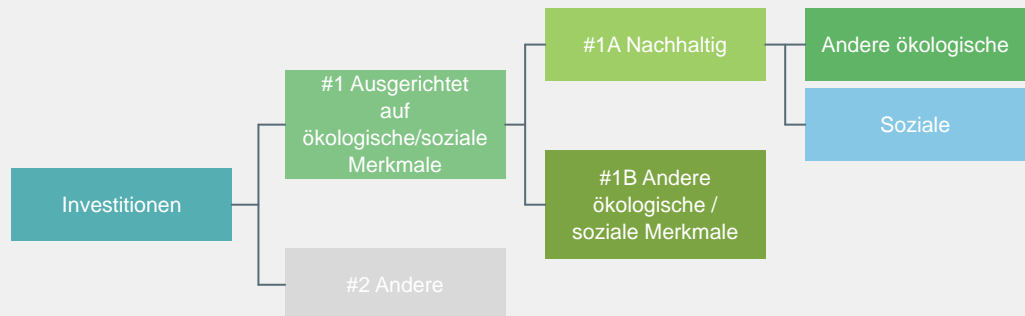 Investitionen
#1 Ausgerichtet
auf
ökologische/soziale
Merkmale
#2 Andere
#1A Nachhaltig
#1B Andere
ökologische /
soziale Merkmale
Andere ökologische
Soziale